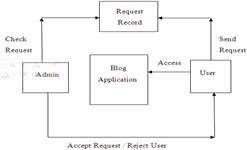 Request
Record
Check
Request
Send
Request
Admin
Blog
Application
Access
User
Accept Request / Reject User